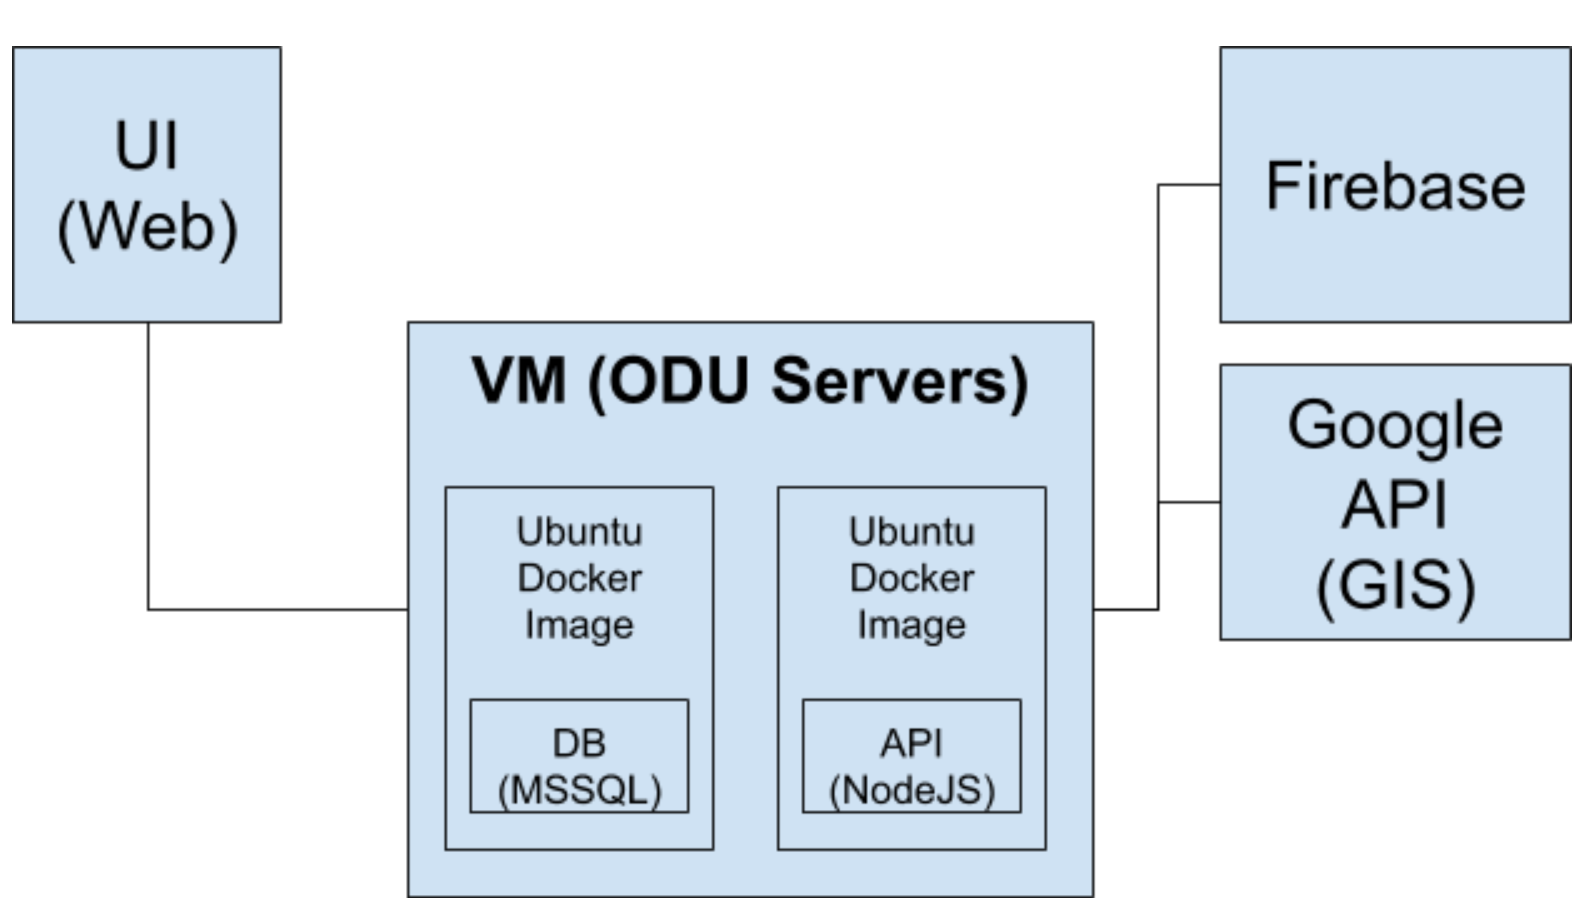 UI
(Web)
VM (ODU Servers)
Ubuntu
Docker
Image
DB
(MSSQL)
Ubuntu
Docker
Image
API
(NodeJS)
Firebase
Google
API
(GIS)